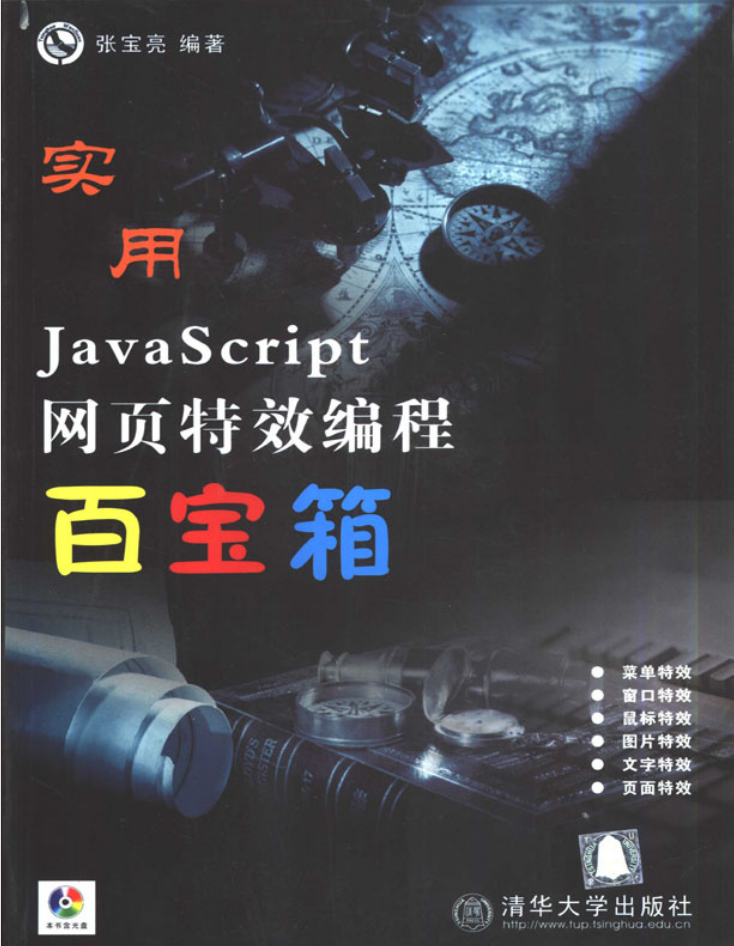 张宝亮 编著
实
用
JavaScript
网页特效编程
百宝箱
● 菜单特效
● 窗口特效
● 鼠标特效
● 图片特效
● 文字特效
● 页面特效
本书含光盘
清华大学出版社
http://www.tup.tsinghua.edu.cn